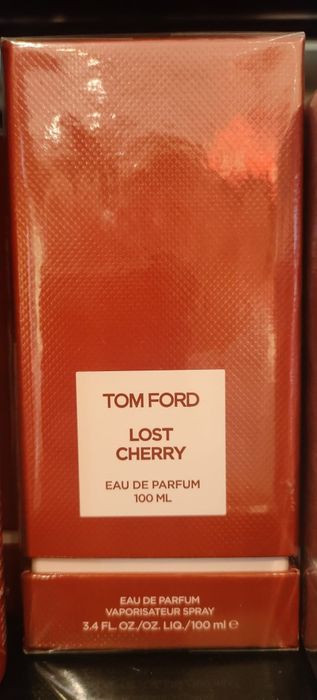 TOM FORD
LOST
CHERRY
EAU DE PARFUM
100 ML
EAU DE PARFUM
VAPORISATEUR SPRAY
3.4 FL. OZ./OZ. LIQ./100 ml ℮